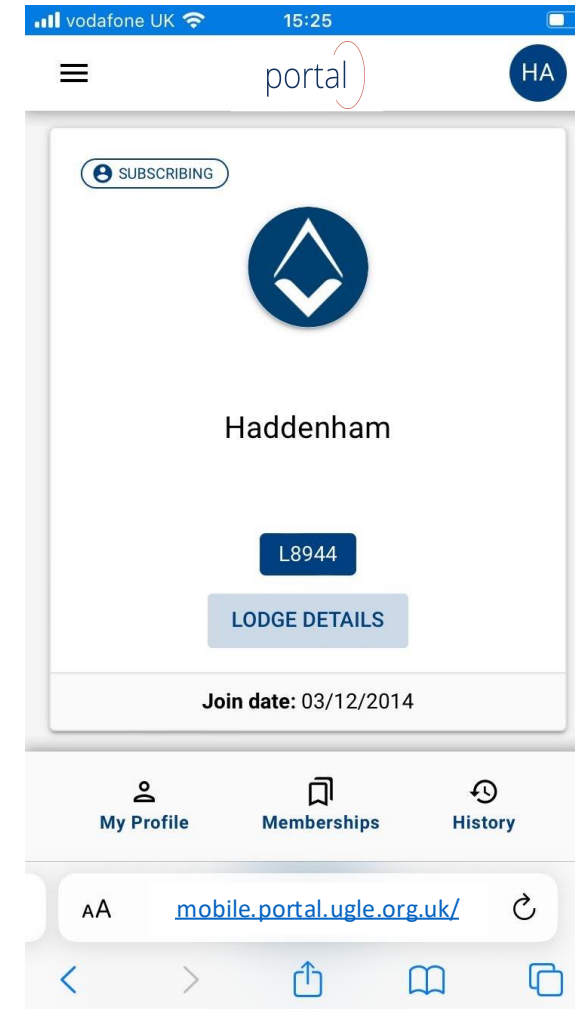 vodafone UK 15:25
portal HA
SUBSCRIBING
Haddenham
L8944
LODGE DETAILS
Join date: 03/12/2014
My Profile Memberships History
AA mobile.portal.ugle.org.uk/